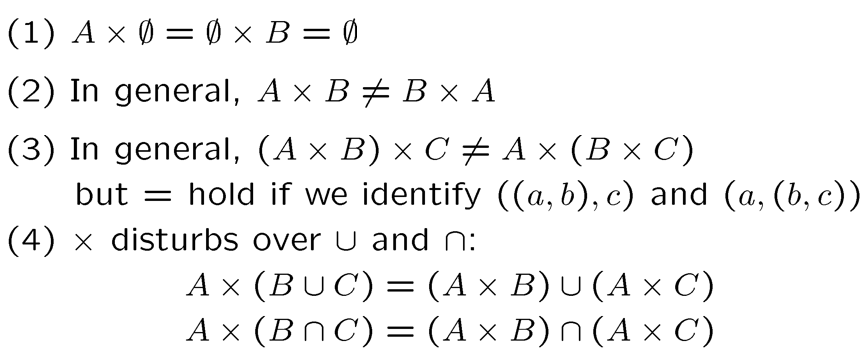 (1) A × ∅ = ∅ × B = ∅
(2) In general, A × B ≠ B × A
(3) In general, (A × B) × C ≠ A × (B × C)
but = hold if we identify ((a, b), c) and (a, (b, c))
(4) × disturbs over ∪ and ∩:
A × (B ∪ C) = (A × B) ∪ (A × C)
A × (B ∩ C) = (A × B) ∩ (A × C)